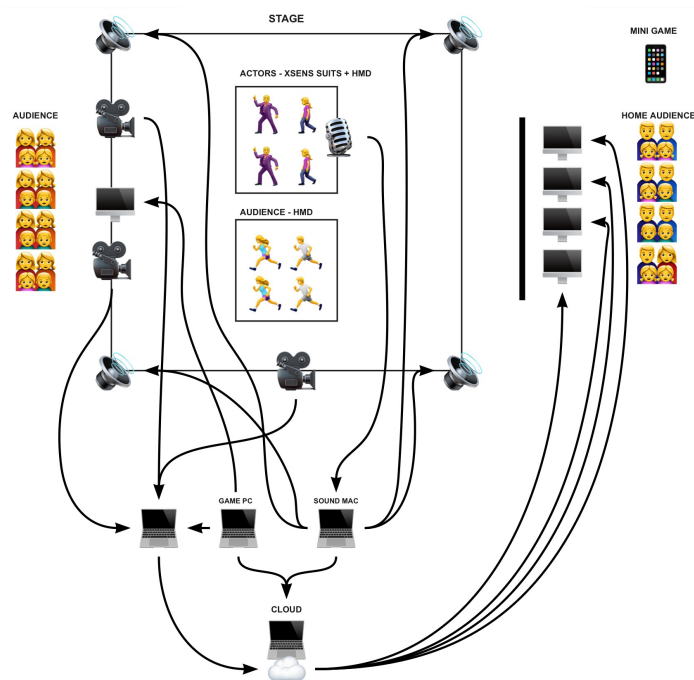 STAGE
MINI GAME
ACTORS - XSENS SUITS + HMD
AUDIENCE
HOME AUDIENCE
AUDIENCE - HMD
GAME PC
SOUND MAC
CLOUD